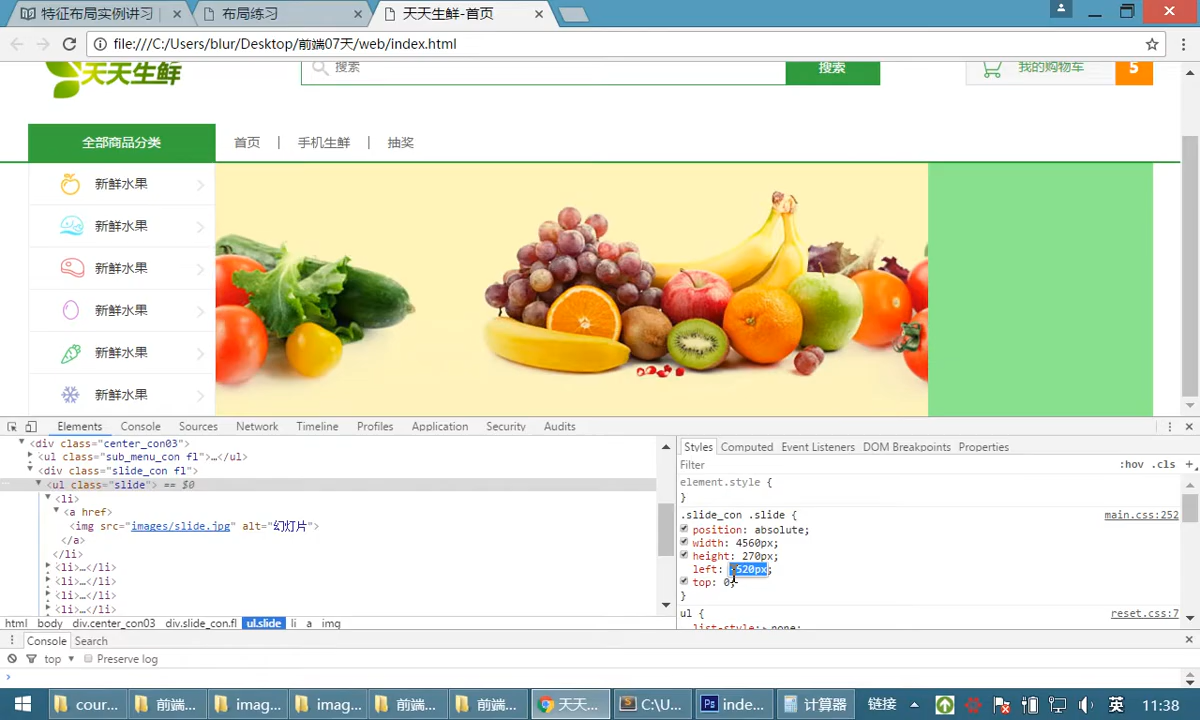 特征布局实例讲习 ×
布局练习 ×
天天生鲜-首页 ×
file:///C:/Users/blur/Desktop/前端07天/web/index.html
天天生鲜
搜索
搜索
我的购物车
5
全部商品分类
首页 | 手机生鲜 | 抽奖
新鲜水果
新鲜水果
新鲜水果
新鲜水果
新鲜水果
新鲜水果
Elements Console Sources Network Timeline Profiles Application Security Audits
<div class="center_con03">
<ul class="sub_menu_con fl">…</ul>
<div class="slide_con fl">
<ul class="slide"> == $0
<li>
<a href>
<img src="images/slide.jpg" alt="幻灯片">
</a>
</li>
<li>…</li>
<li>…</li>
<li>…</li>
<li>…</li>
html body div.center_con03 div.slide_con.fl ul.slide li a img
Styles Computed Event Listeners DOM Breakpoints Properties
Filter :hov .cls +
element.style {
}
.slide_con .slide { main.css:252
position: absolute;
width: 4560px;
height: 270px;
left: 520px;
top: 0;
}
ul { reset.css:7
list-style: none;
Console Search
top Preserve log
cour... 前端... imag... imag... 前端... 前端... 天天... C:\U... inde... 计算器 链接 英 11:38